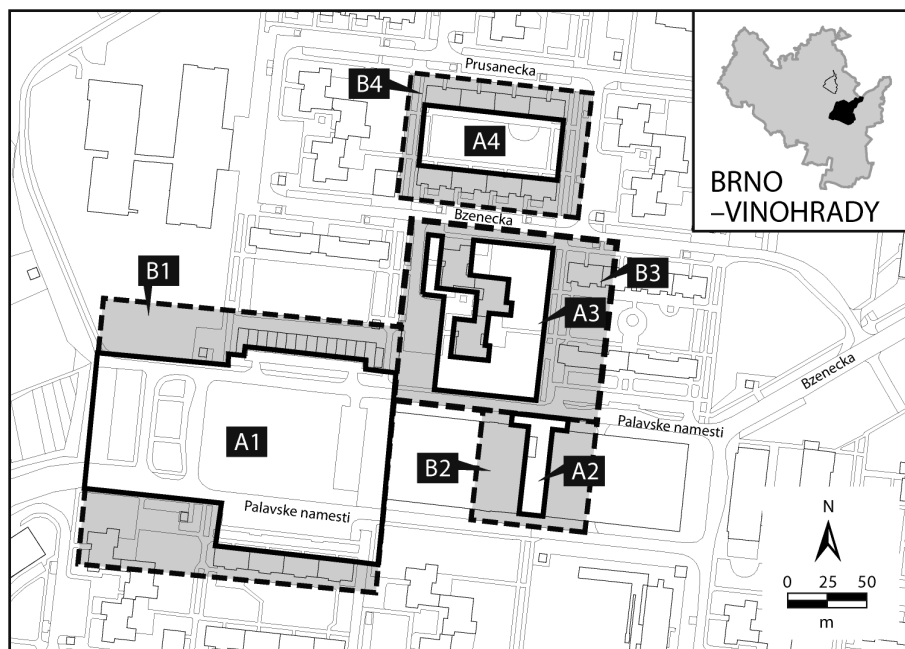 Prusanecka
B4
A4
BRNO
–VINOHRADY
Bzenecka
B1
B3
A3
Bzenecka
Palavske namesti
A1
B2
A2
Palavske namesti
N
0 25 50
m